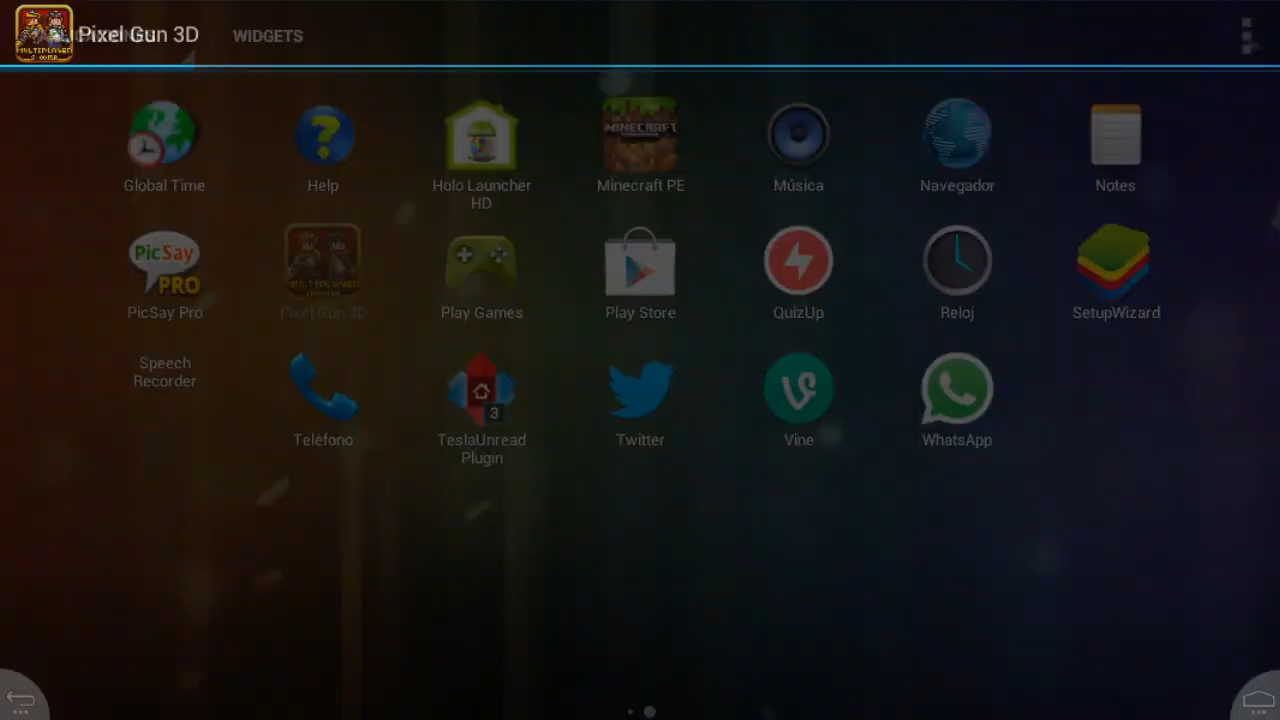 Pixel Gun 3D
WIDGETS
Global Time
Help
Holo Launcher
HD
MINECRAFT
Minecraft PE
Música
Navegador
Notes
PicSay
PRO
PicSay Pro
Pixel Gun 3D
Play Games
Play Store
QuizUp
Reloj
SetupWizard
Speech
Recorder
Teléfono
3
TeslaUnread
Plugin
Twitter
Vine
WhatsApp